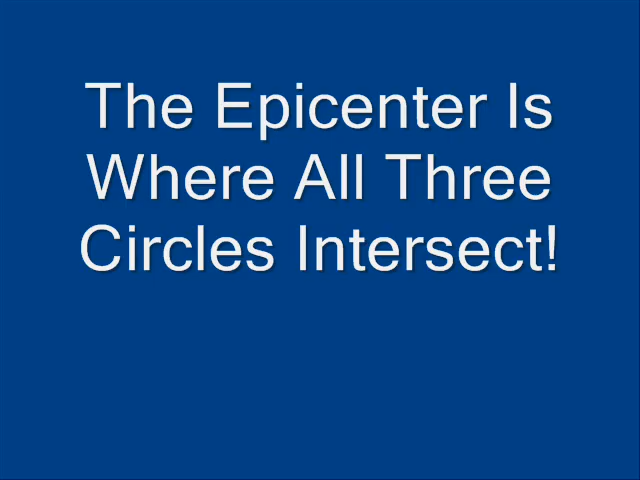 The Epicenter Is
Where All Three
Circles Intersect!